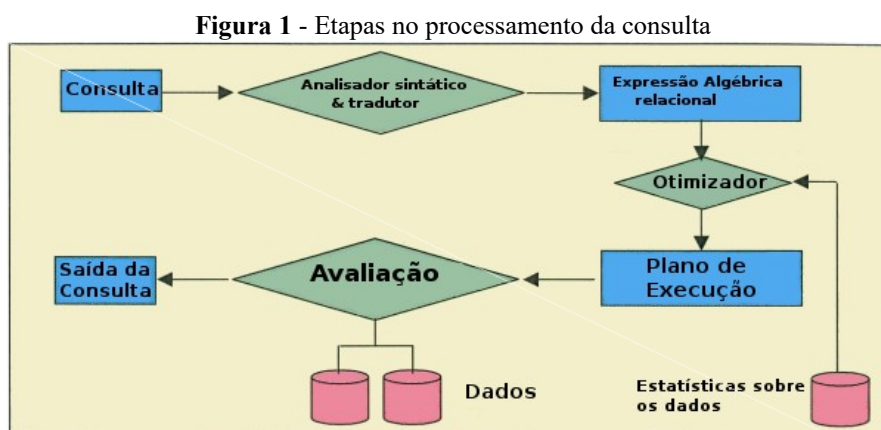 Figura 1 - Etapas no processamento da consulta
Consulta
Analisador sintático
& tradutor
Expressão Algébrica
relacional
Otimizador
Plano de
Execução
Avaliação
Saída da
Consulta
Dados
Estatísticas sobre
os dados